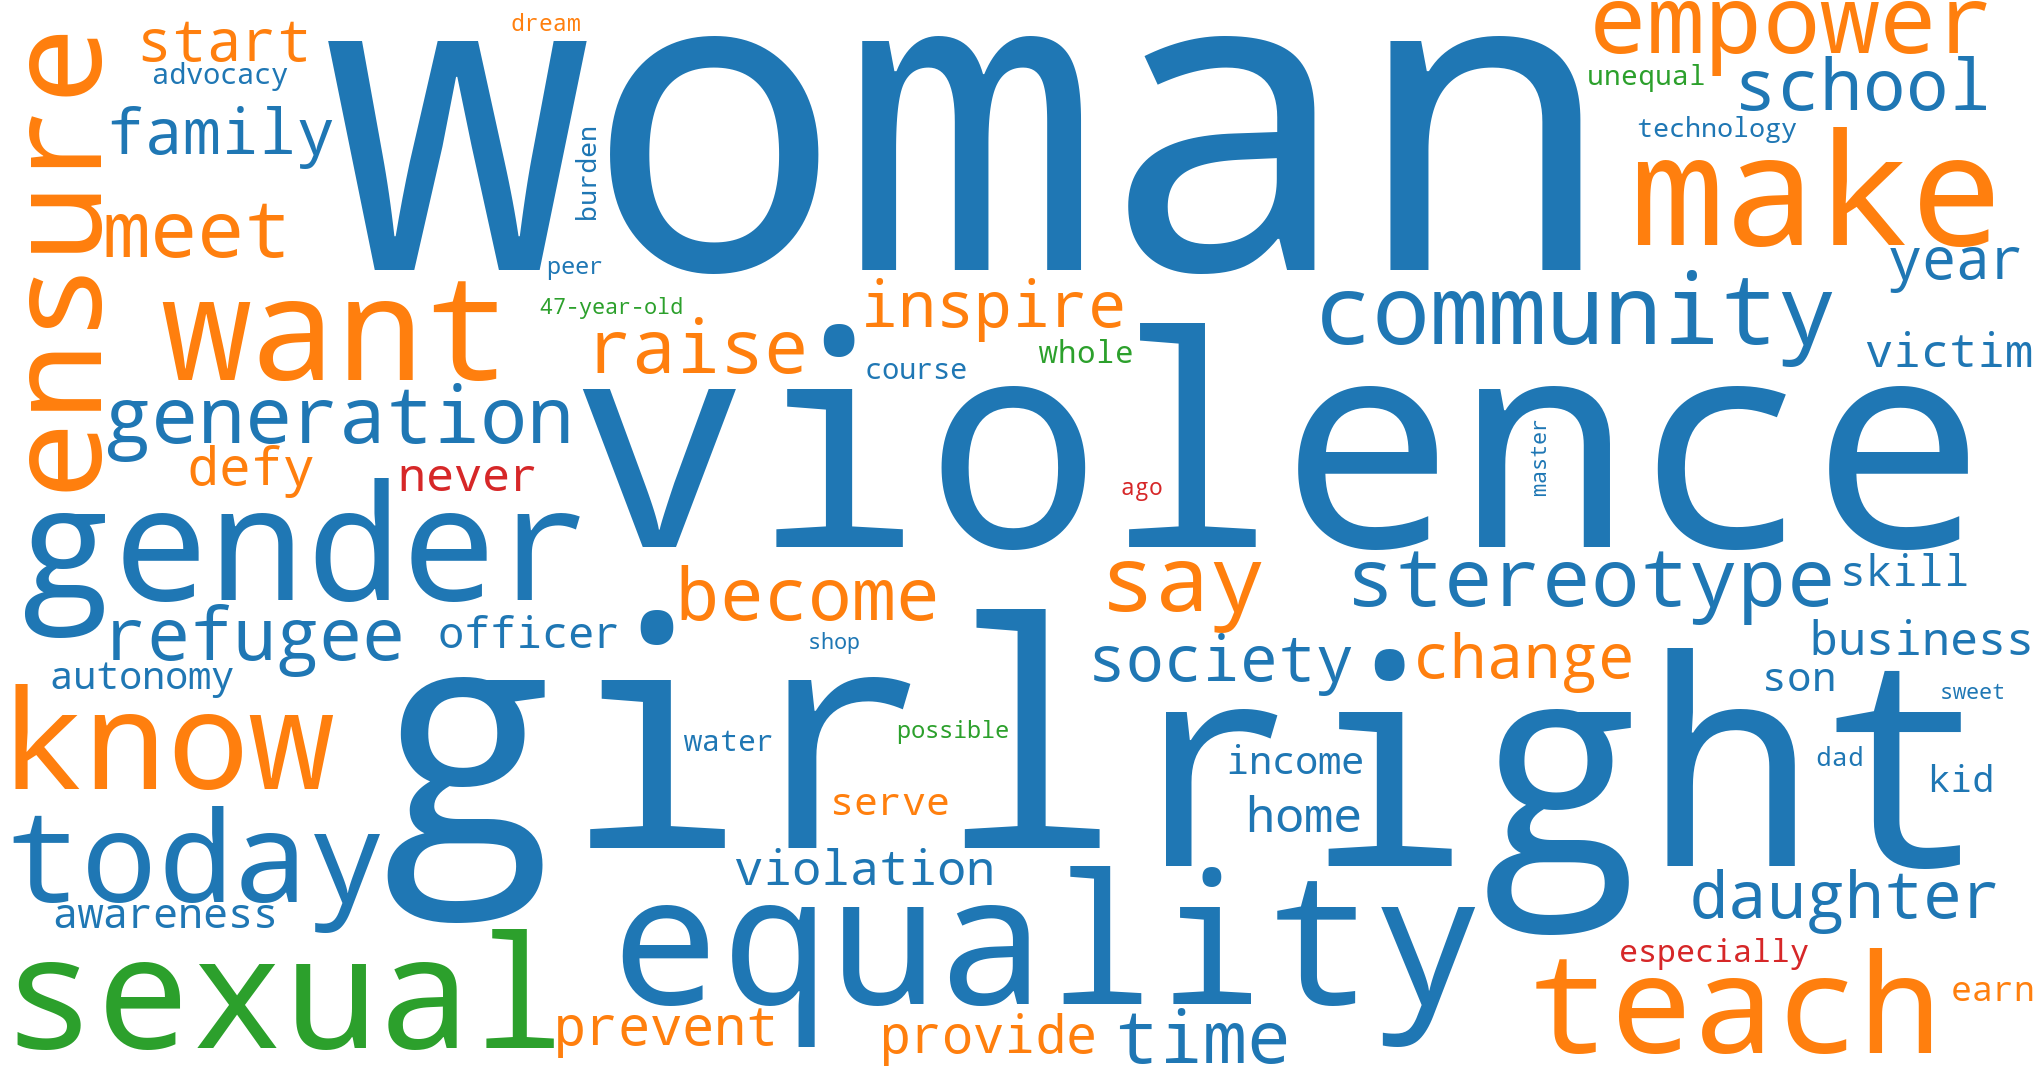 woman
dream
empower
start
ensure
advocacy
unequal
school
family
burden
technology
make
meet
peer
year
want
47-year-old
inspire
community
raise
whole
victim
course
violence
generation
defy
never
ago
master
gender
say
stereotype
skill
become
refugee
officer
shop
society
change
business
autonomy
son
sweet
know
girl
right
water
possible
income
dad
kid
serve
home
today
violation
awareness
equality
daughter
especially
sexual
teach
earn
prevent
provide
time